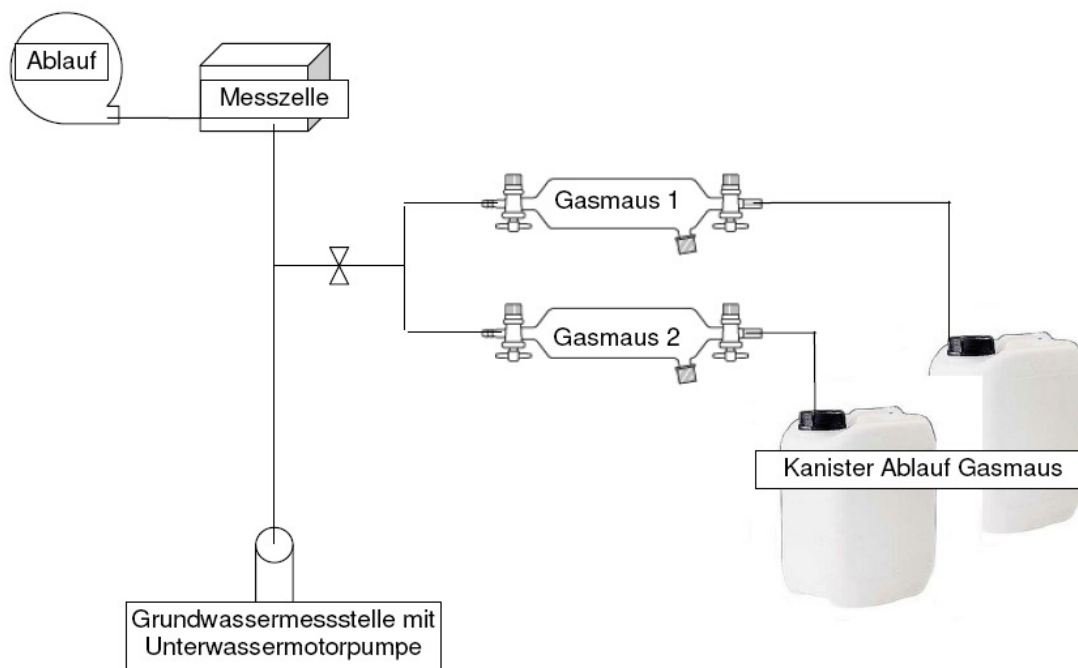 Ablauf
Messzelle
Gasmaus 1
Gasmaus 2
Kanister Ablauf Gasmaus
Grundwassermessstelle mit
Unterwassermotorpumpe